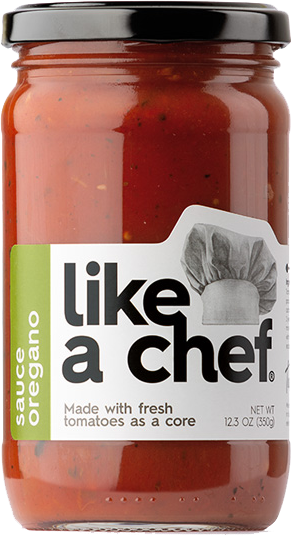 like
a chef®
sauce
oregano
Made with fresh
tomatoes as a core
NET WT
12.3 OZ (350g)